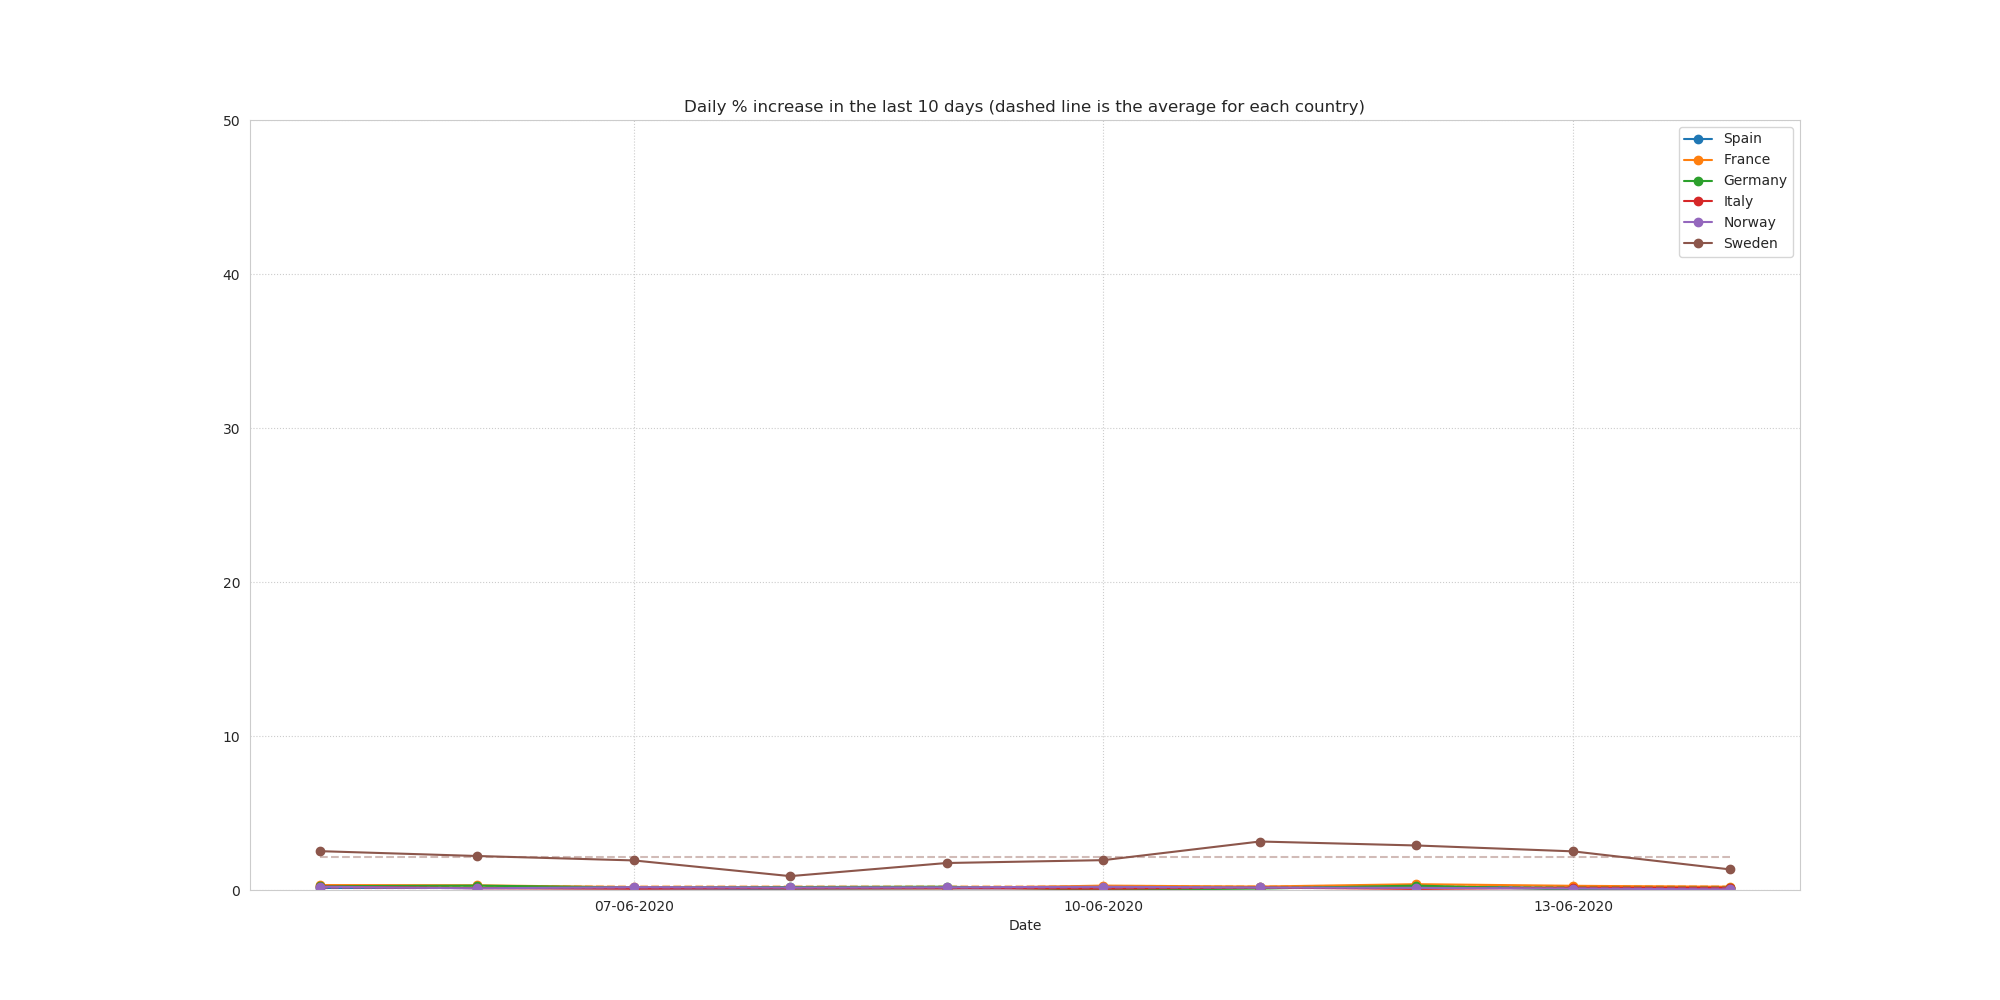 Daily % increase in the last 10 days (dashed line is the average for each country)
50
40
30
20
10
0
Spain
France
Germany
Italy
Norway
Sweden
07-06-2020
10-06-2020
13-06-2020
Date